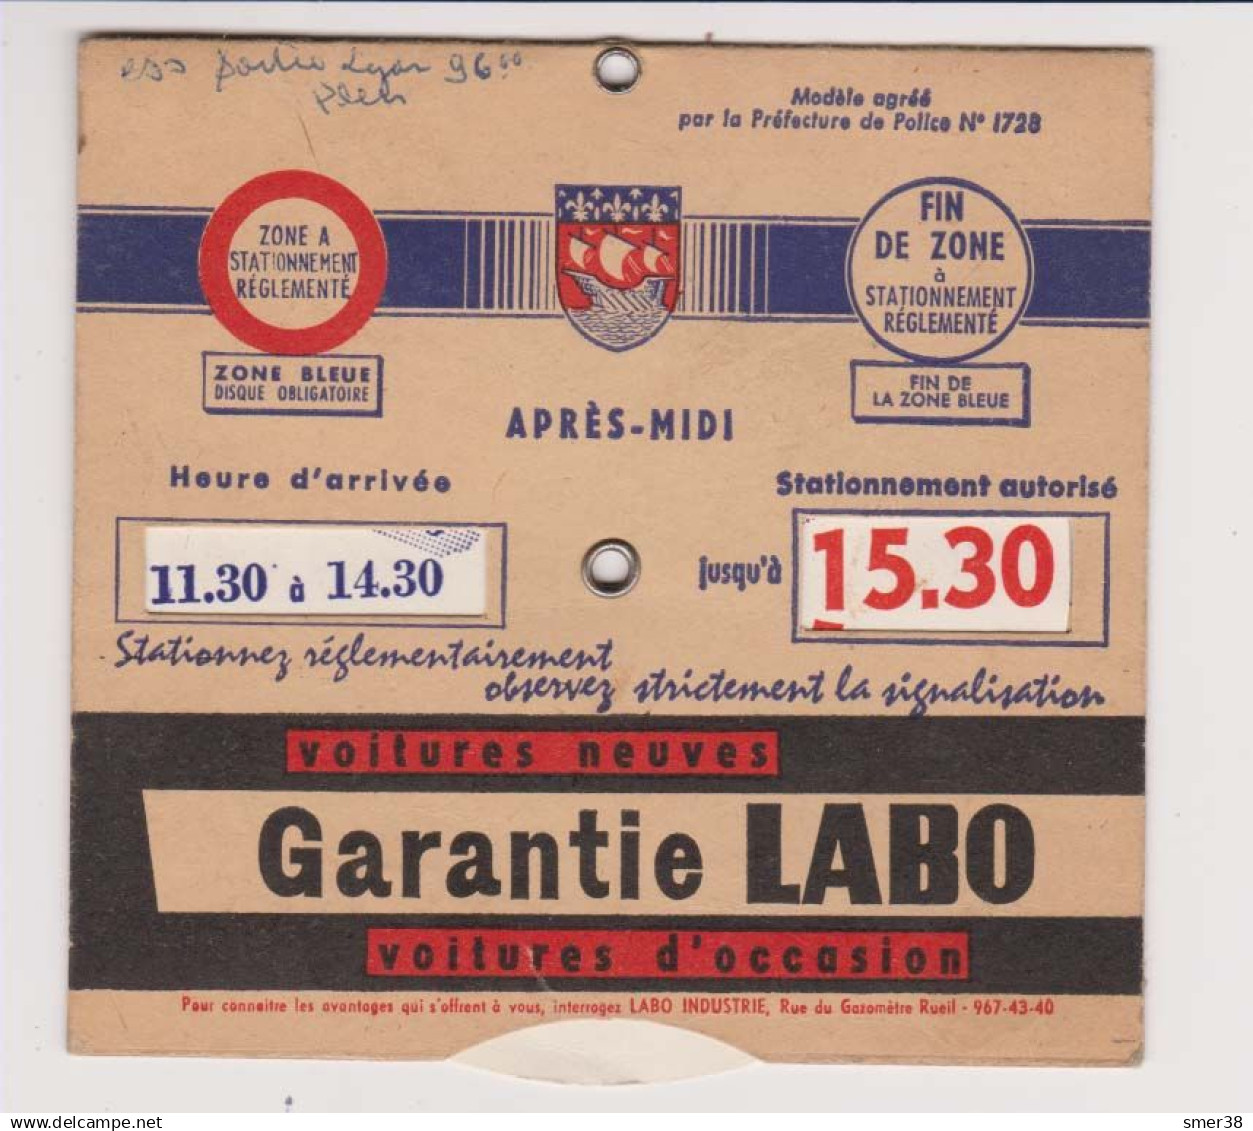 96.00
Modèle agréé
par la Préfecture de Police N° 1728
ZONE A
STATIONNEMENT
RÉGLEMENTÉ
ZONE BLEUE
DISQUE OBLIGATOIRE
FIN
DE ZONE
à
STATIONNEMENT
RÉGLEMENTÉ
FIN DE
LA ZONE BLEUE
APRÈS-MIDI
Heure d'arrivée
11.30 à 14.30
Stationnement autorisé
jusqu'à 15.30
Stationnez réglementairement
observez strictement la signalisation
voitures neuves
Garantie LABO
voitures d'occasion
Pour connaitre les avantages qui s'offrent à vous, interrogez LABO INDUSTRIE, Rue du Gazomètre Rueil - 967-43-40
www.delcampe.net
smer38